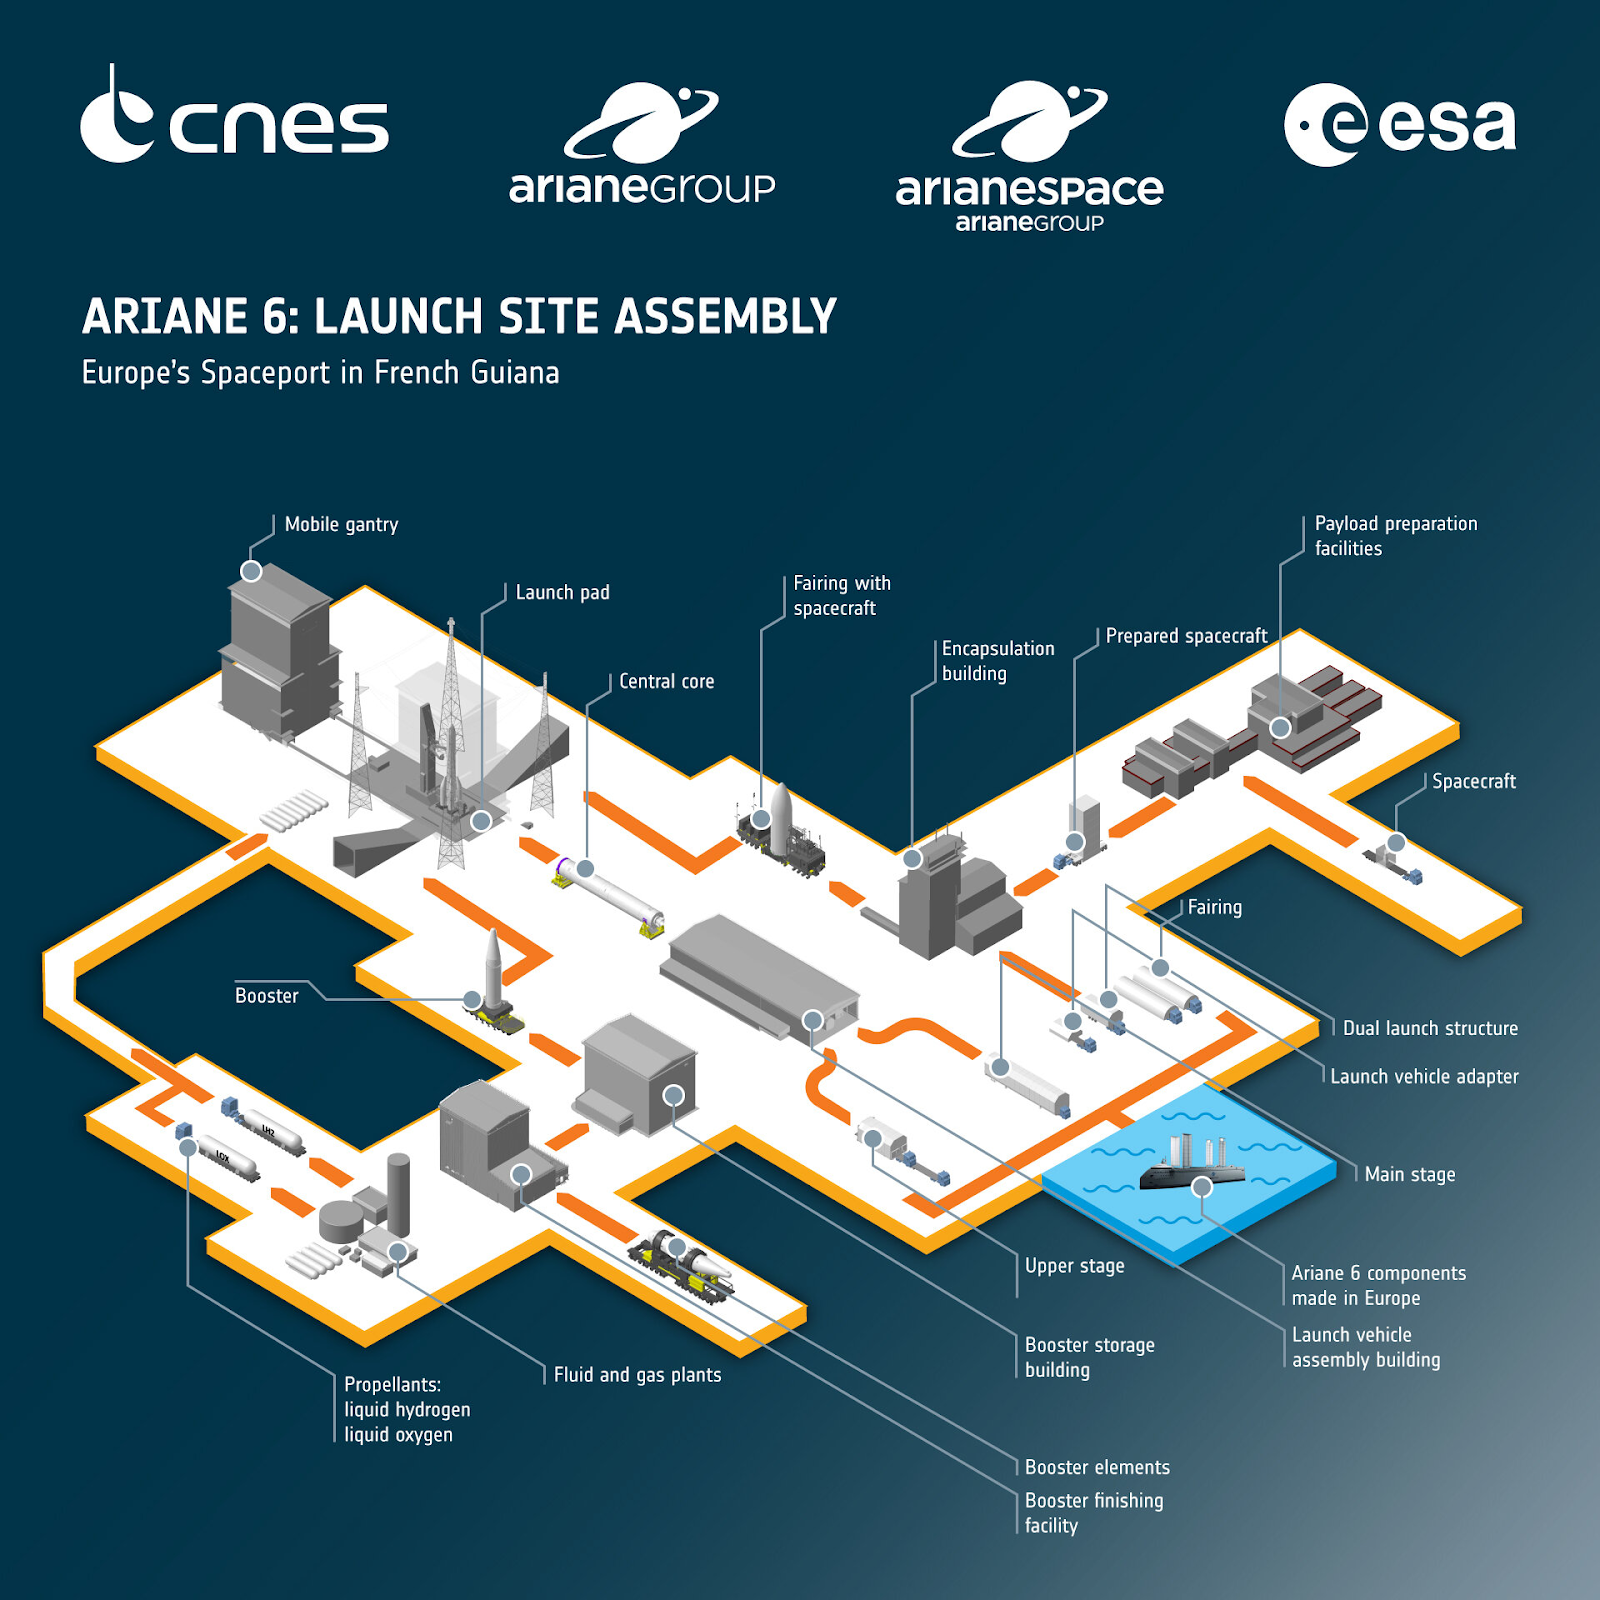 cnes
arianeGROUP
arianespace
arianeGROUP
esa
ARIANE 6: LAUNCH SITE ASSEMBLY
Europe's Spaceport in French Guiana
Mobile gantry
Launch pad
Central core
Fairing with
spacecraft
Encapsulation
building
Prepared spacecraft
Payload preparation
facilities
Spacecraft
Fairing
Booster
Dual launch structure
Launch vehicle adapter
LH2
LOX
Main stage
Upper stage
Ariane 6 components
made in Europe
Launch vehicle
assembly building
Booster storage
building
Fluid and gas plants
Propellants:
liquid hydrogen
liquid oxygen
Booster elements
Booster finishing
facility